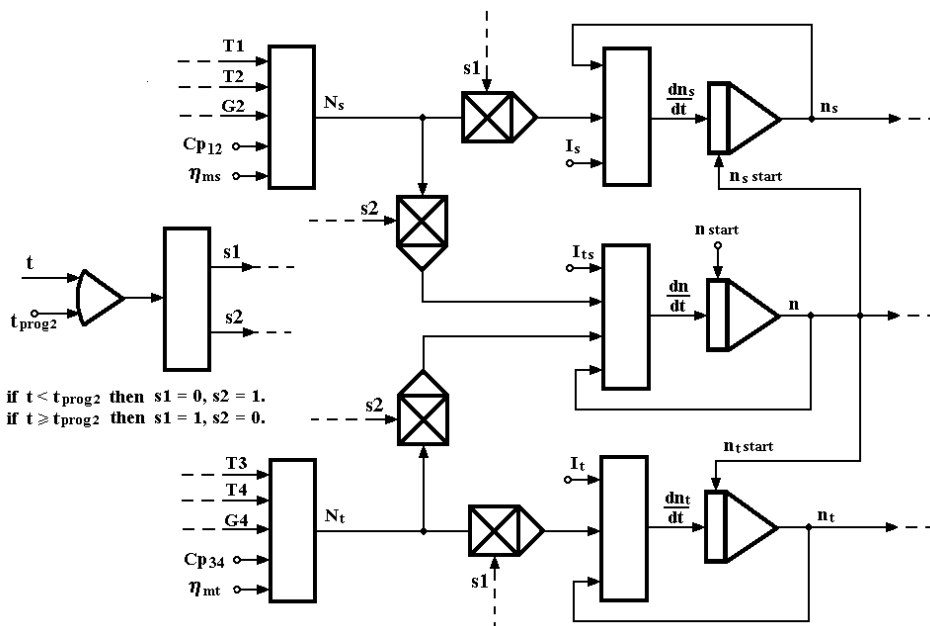 T1
T2
G2
Cp12
ηms
Ns
s1
Is
dns
dt
ns
ns start
s2
t
tprog2
s1
s2
Its
dn
dt
n start
n
if t < tprog2 then s1 = 0, s2 = 1.
if t ⩾ tprog2 then s1 = 1, s2 = 0.
s2
T3
T4
G4
Cp34
ηmt
Nt
s1
It
dnt
dt
nt start
nt